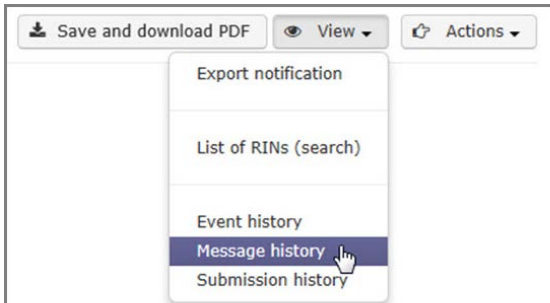 Save and download PDF View Actions
Export notification
List of RINs (search)
Event history
Message history
Submission history